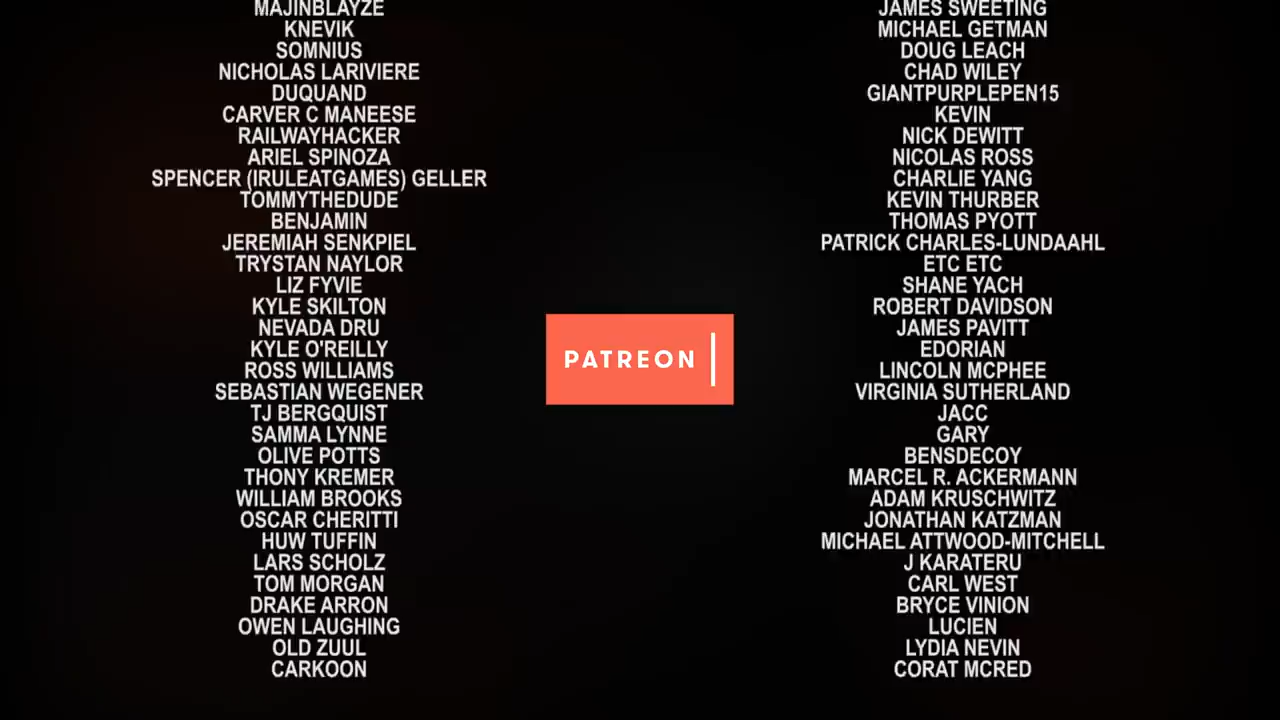 MAJINBLAYZE
KNEVIK
SOMNIUS
NICHOLAS LARIVIERE
DUQUAND
CARVER C MANEESE
RAILWAYHACKER
ARIEL SPINOZA
SPENCER (IRULEATGAMES) GELLER
TOMMYTHEDUDE
BENJAMIN
JEREMIAH SENKPIEL
TRYSTAN NAYLOR
LIZ FYVIE
KYLE SKILTON
NEVADA DRU
KYLE O'REILLY
ROSS WILLIAMS
SEBASTIAN WEGENER
TJ BERGQUIST
SAMMA LYNNE
OLIVE POTTS
THONY KREMER
WILLIAM BROOKS
OSCAR CHERITTI
HUW TUFFIN
LARS SCHOLZ
TOM MORGAN
DRAKE ARRON
OWEN LAUGHING
OLD ZUUL
CARKOON
PATREON
JAMES SWEETING
MICHAEL GETMAN
DOUG LEACH
CHAD WILEY
GIANTPURPLEPEN15
KEVIN
NICK DEWITT
NICOLAS ROSS
CHARLIE YANG
KEVIN THURBER
THOMAS PYOTT
PATRICK CHARLES-LUNDAAHL
ETC ETC
SHANE YACH
ROBERT DAVIDSON
JAMES PAVITT
EDORIAN
LINCOLN MCPHEE
VIRGINIA SUTHERLAND
JACC
GARY
BENSDECOY
MARCEL R. ACKERMANN
ADAM KRUSCHWITZ
JONATHAN KATZMAN
MICHAEL ATTWOOD-MITCHELL
J KARATERU
CARL WEST
BRYCE VINION
LUCIEN
LYDIA NEVIN
CORAT MCRED